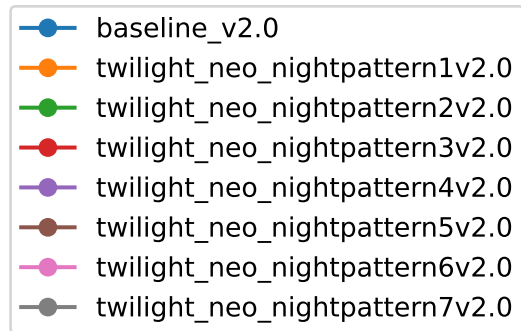 baseline_v2.0
twilight_neo_nightpattern1v2.0
twilight_neo_nightpattern2v2.0
twilight_neo_nightpattern3v2.0
twilight_neo_nightpattern4v2.0
twilight_neo_nightpattern5v2.0
twilight_neo_nightpattern6v2.0
twilight_neo_nightpattern7v2.0